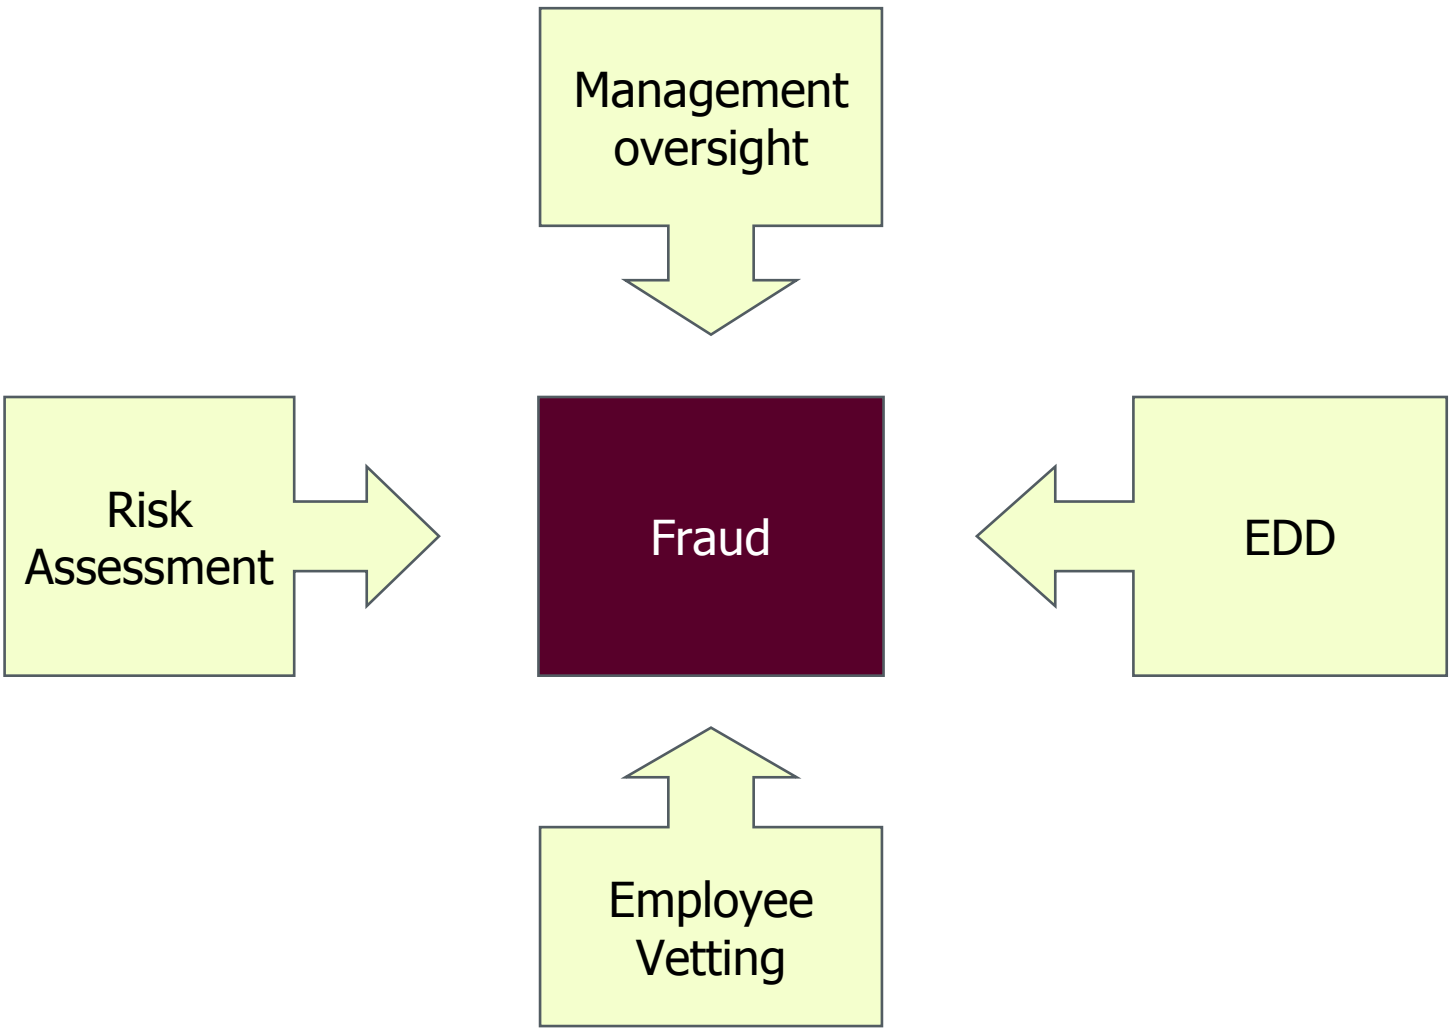 Management
oversight
Risk
Assessment
Fraud
EDD
Employee
Vetting